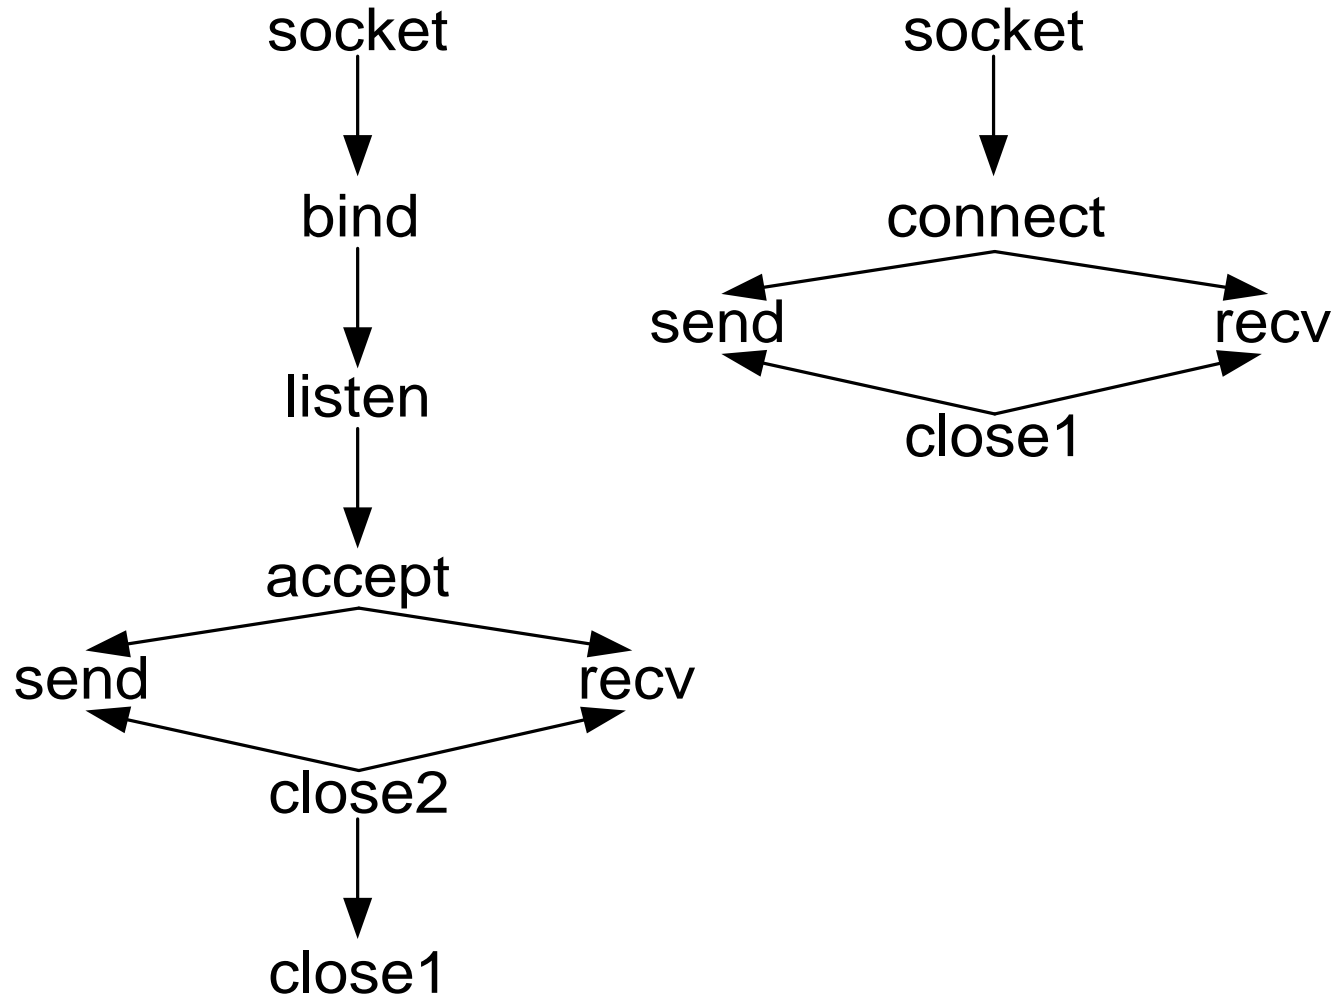 socket
bind
listen
accept
send recv
close2
close1
socket
connect
send recv
close1